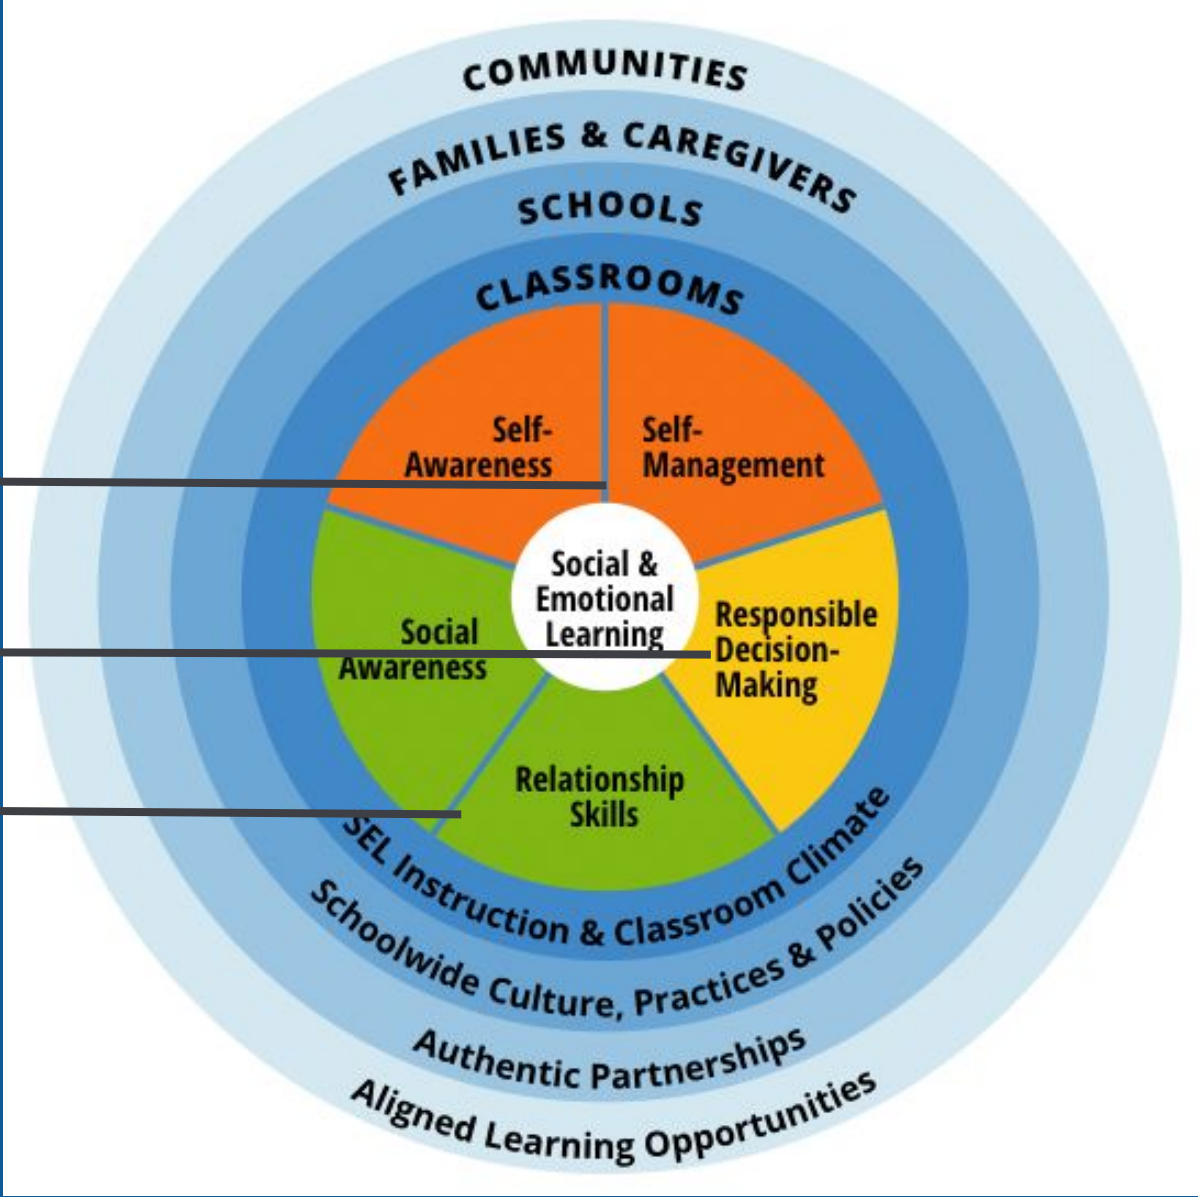 COMMUNITIES
FAMILIES & CAREGIVERS
SCHOOLS
CLASSROOMS
Self-
Awareness
Self-
Management
Social &
Emotional
Learning
Social
Awareness
Responsible
Decision-
Making
Relationship
Skills
SEL Instruction & Classroom Climate
Schoolwide Culture, Practices & Policies
Authentic Partnerships
Aligned Learning Opportunities